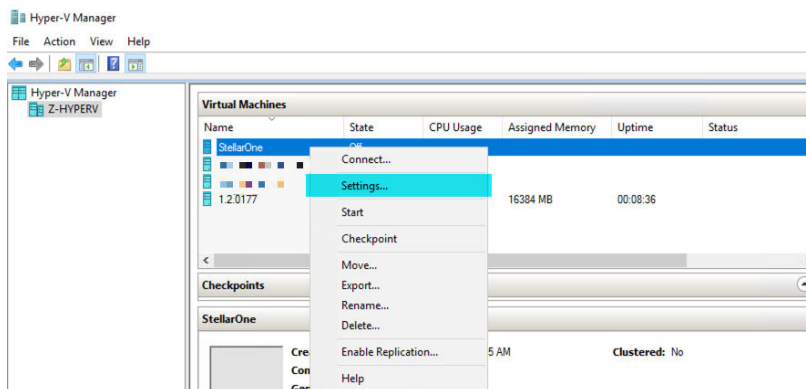 Hyper-V Manager
File Action View Help
Hyper-V Manager
Z-HYPERV
Virtual Machines
Name State CPU Usage Assigned Memory Uptime Status
StellarOne Off
1.2.0177 16384 MB 00:08:36
Connect...
Settings...
Start
Checkpoint
Move...
Export...
Rename...
Delete...
Enable Replication...
Help
Checkpoints
StellarOne
5 AM Clustered: No